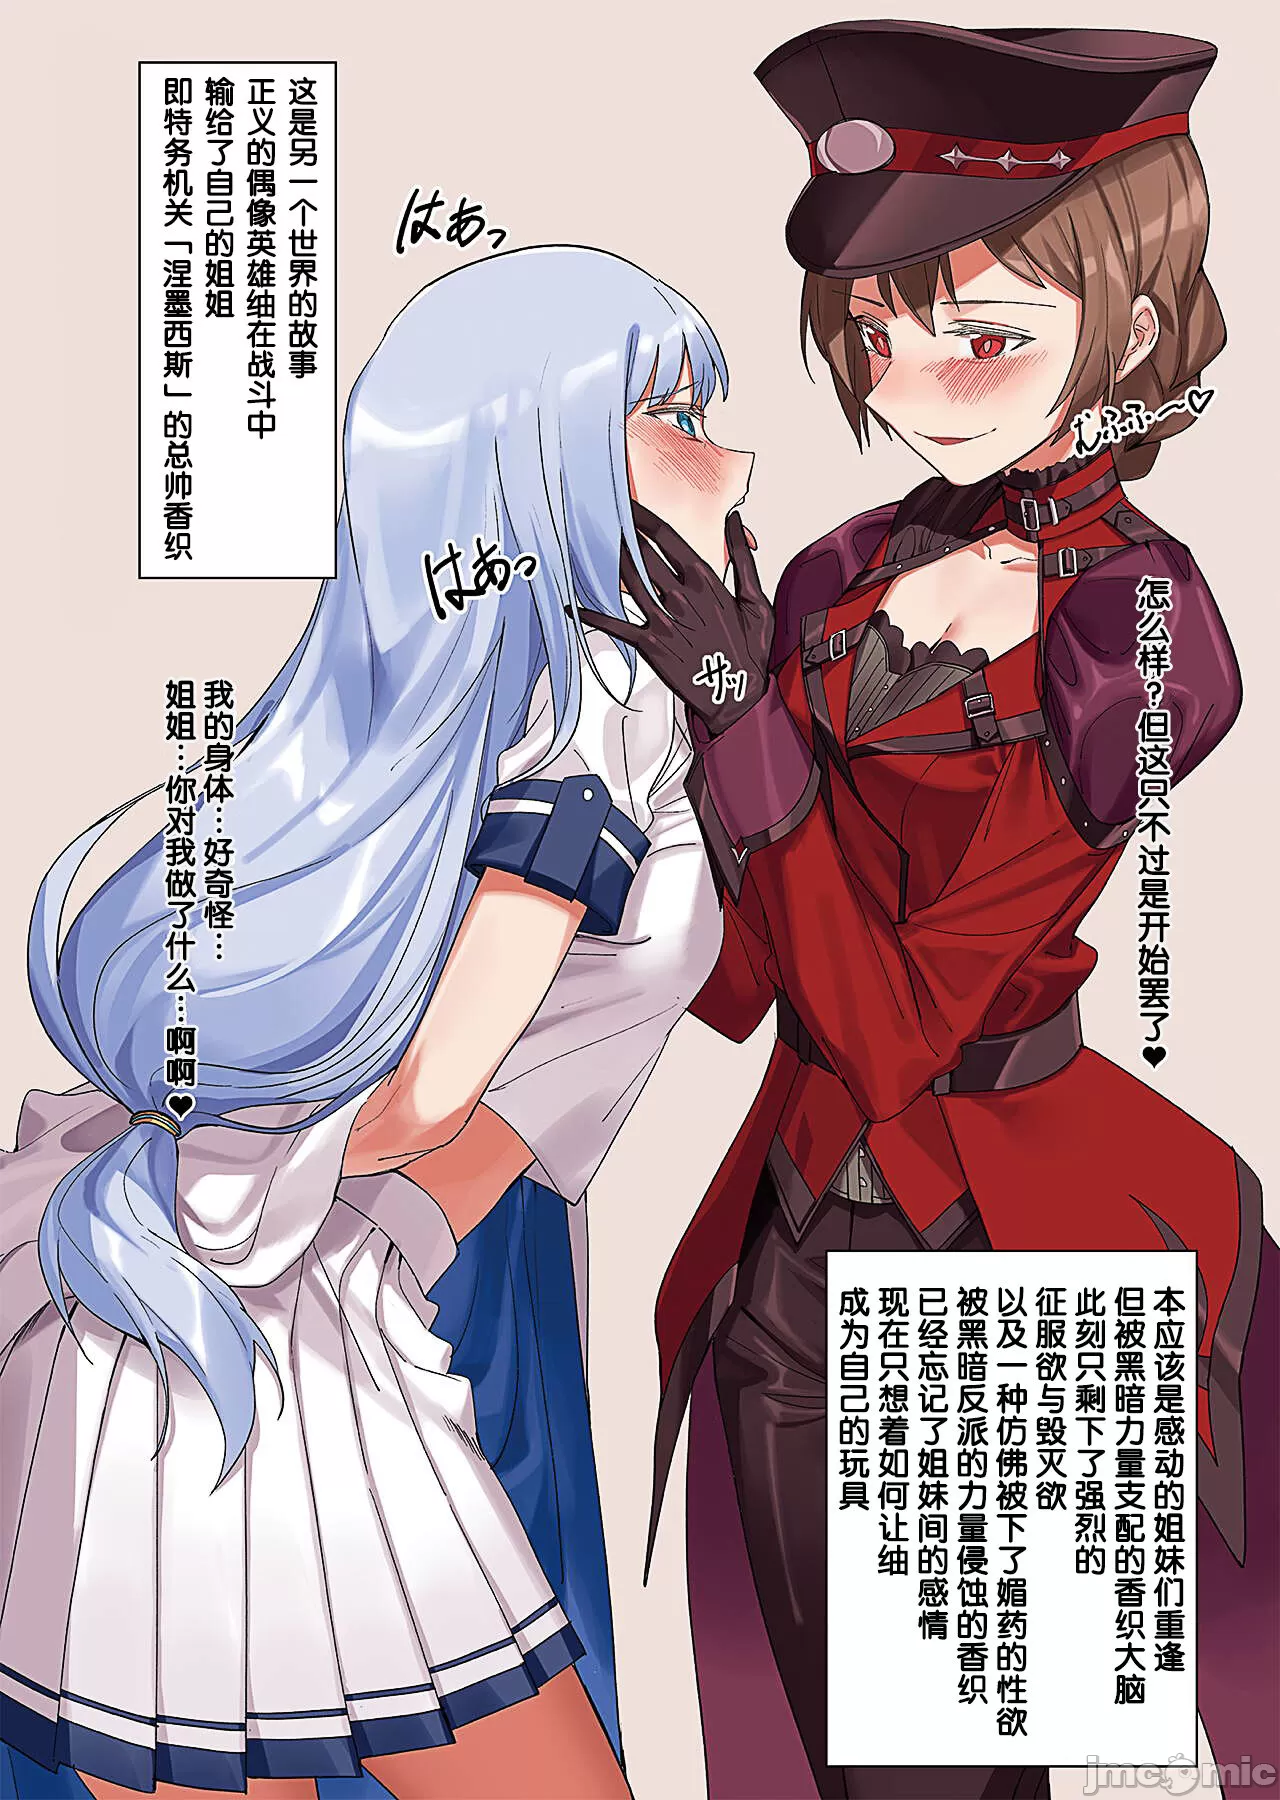 这是另一个世界的故事
正义的偶像英雄䌷在战斗中
输给了自己的姐姐
即特务机关「涅墨西斯」的总帅香织
はあっ
はあっ
むふふ~♡
サッ
怎么样？但这只不过是开始罢了♥
我的身体…好奇怪…
姐姐…你对我做了什么…啊啊♥
本应该是感动的姐妹们重逢
但被黑暗力量支配的香织大脑
此刻只剩下了强烈的
征服欲与毁灭欲
以及一种仿佛被下了媚药的性欲
被黑暗反派的力量侵蚀的香织
已经忘记了姐妹间的感情
现在只想着如何让䌷
成为自己的玩具
jmcomic